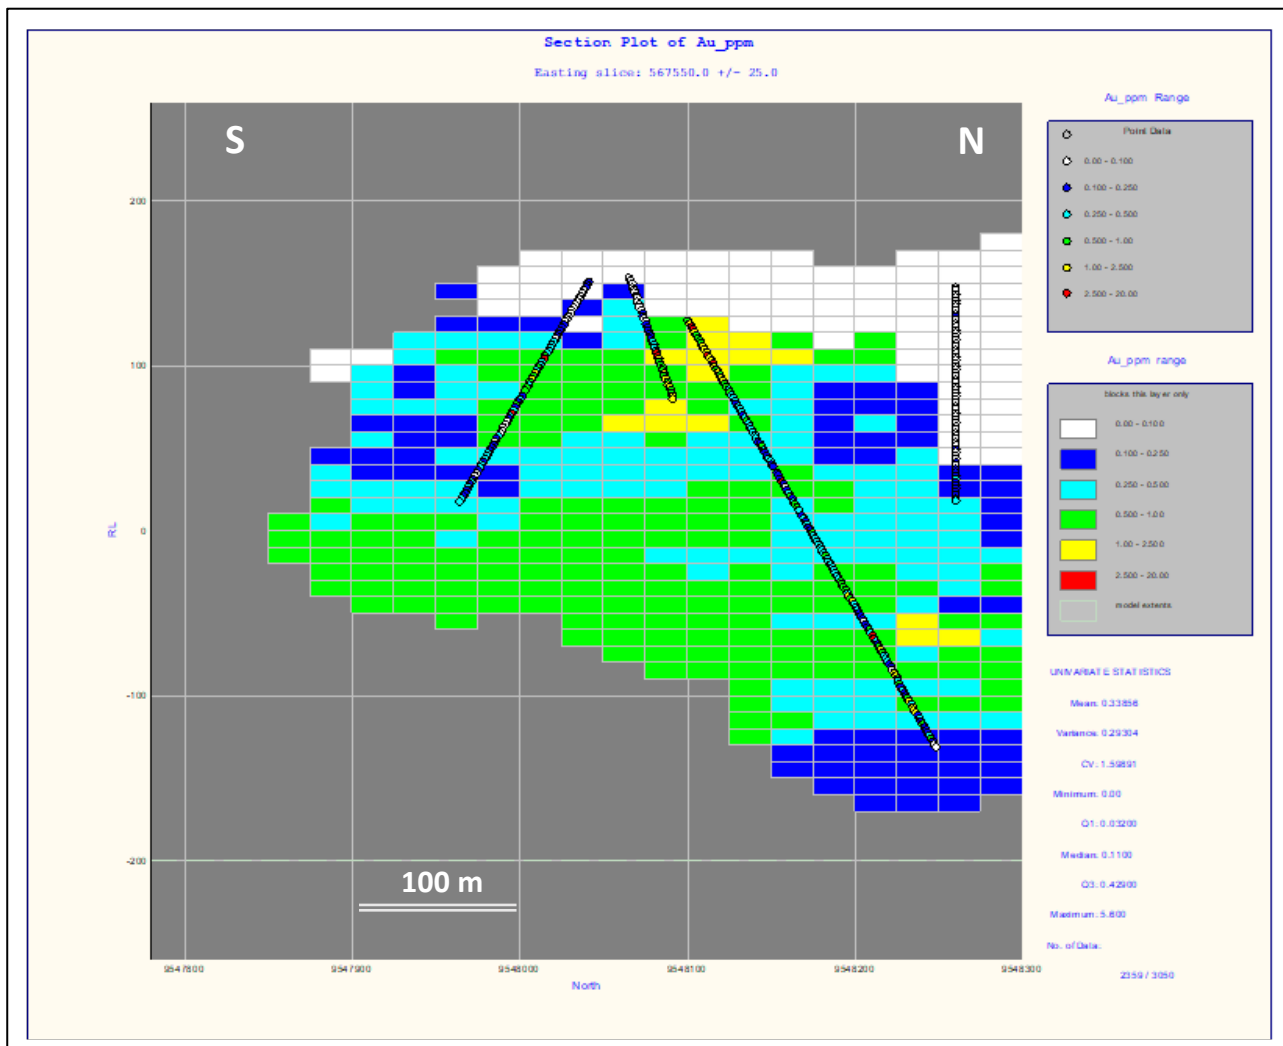 Section Plot of Au_ppm
Easting slice: 567550.0 +/- 25.0
S
N
200
100
0
-100
-200
RL
100 m
9547800
9547900
9548000
9548100
9548200
9548300
North
Au_ppm Range
Point Data
0.00 - 0.100
0.100 - 0.250
0.250 - 0.500
0.500 - 1.00
1.00 - 2.500
2.500 - 20.00
Au_ppm range
blocks this layer only
0.00 - 0.100
0.100 - 0.250
0.250 - 0.500
0.500 - 1.00
1.00 - 2.500
2.500 - 20.00
model extents
UNIVARIATE STATISTICS
Mean: 0.33856
Variance: 0.29304
CV: 1.59891
Minimum: 0.00
Q1: 0.03200
Median: 0.1100
Q3: 0.42900
Maximum: 5.600
No. of Data:
2359 / 3050